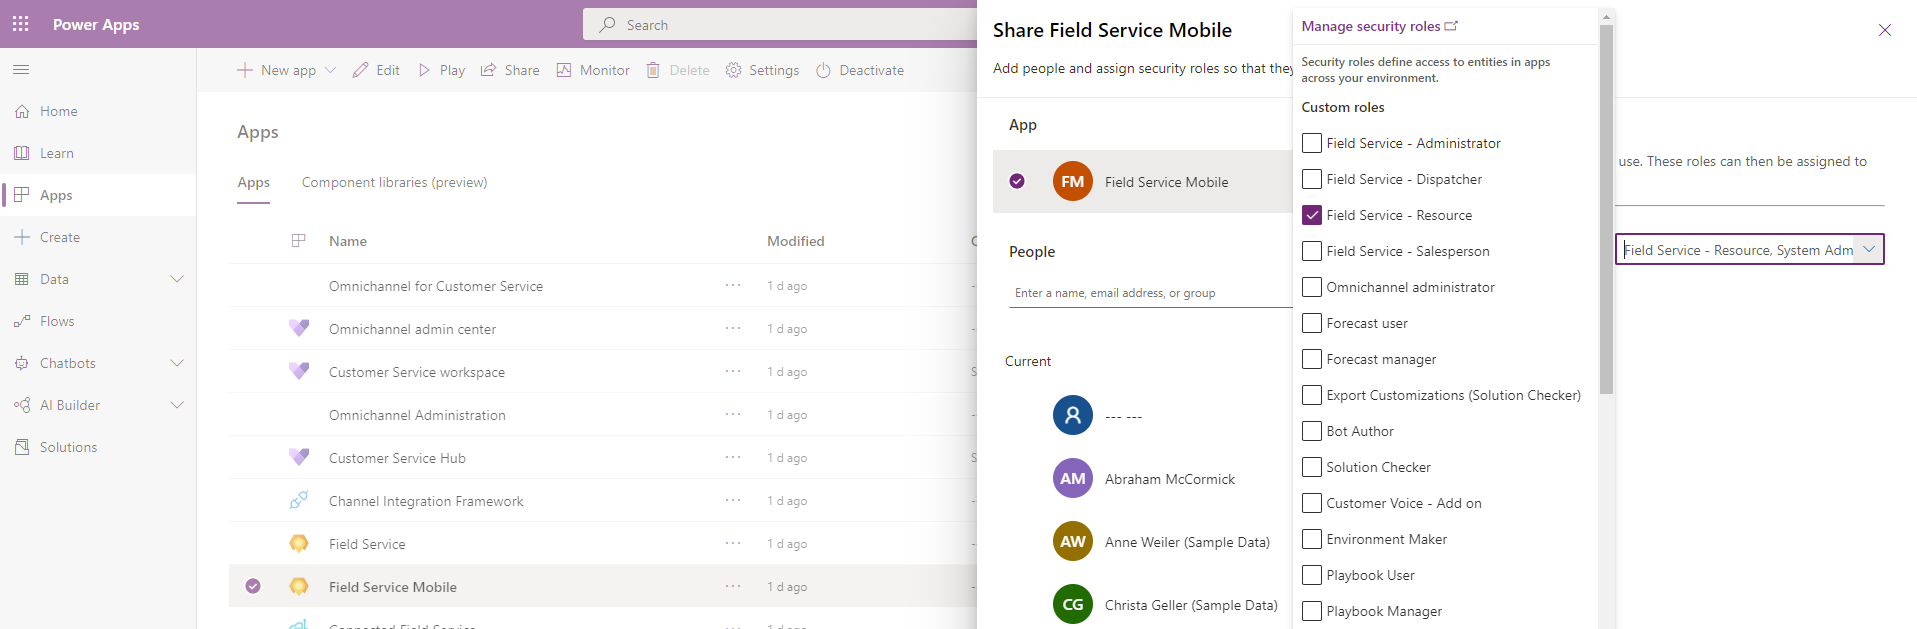 Power Apps
Search
New app
Edit
Play
Share
Monitor
Delete
Settings
Deactivate
Home
Learn
Apps
Create
Data
Flows
Chatbots
AI Builder
Solutions
Apps
Apps
Component libraries (preview)
Name
Modified
Omnichannel for Customer Service
··· 1 d ago
Omnichannel admin center
··· 1 d ago
Customer Service workspace
··· 1 d ago
Omnichannel Administration
··· 1 d ago
Customer Service Hub
··· 1 d ago
Channel Integration Framework
··· 1 d ago
Field Service
··· 1 d ago
Field Service Mobile
··· 1 d ago
Share Field Service Mobile
Add people and assign security roles so that they
App
FM
Field Service Mobile
People
Enter a name, email address, or group
Current
--- ---
AM
Abraham McCormick
AW
Anne Weiler (Sample Data)
CG
Christa Geller (Sample Data)
Manage security roles
Security roles define access to entities in apps
across your environment.
Custom roles
Field Service - Administrator
Field Service - Dispatcher
Field Service - Resource
Field Service - Salesperson
Omnichannel administrator
Forecast user
Forecast manager
Export Customizations (Solution Checker)
Bot Author
Solution Checker
Customer Voice - Add on
Environment Maker
Playbook User
Playbook Manager
use. These roles can then be assigned to
Field Service - Resource, System Adm